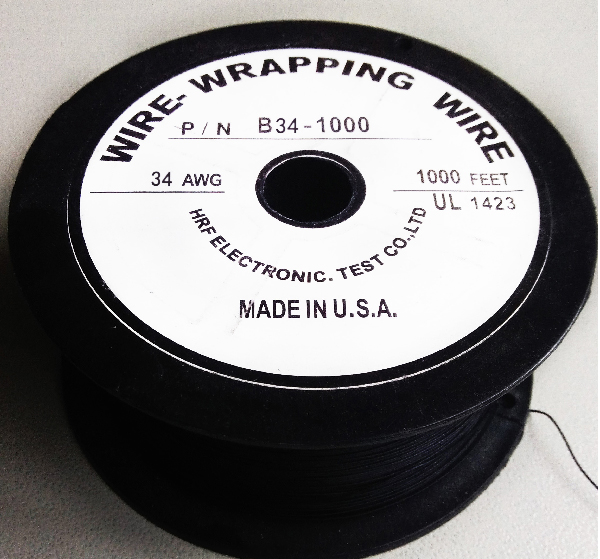 WIRE-WRAPPING WIRE
P/N B34-1000
34 AWG
1000 FEET
UL 1423
HRF ELECTRONIC. TEST CO.,LTD
MADE IN U.S.A.